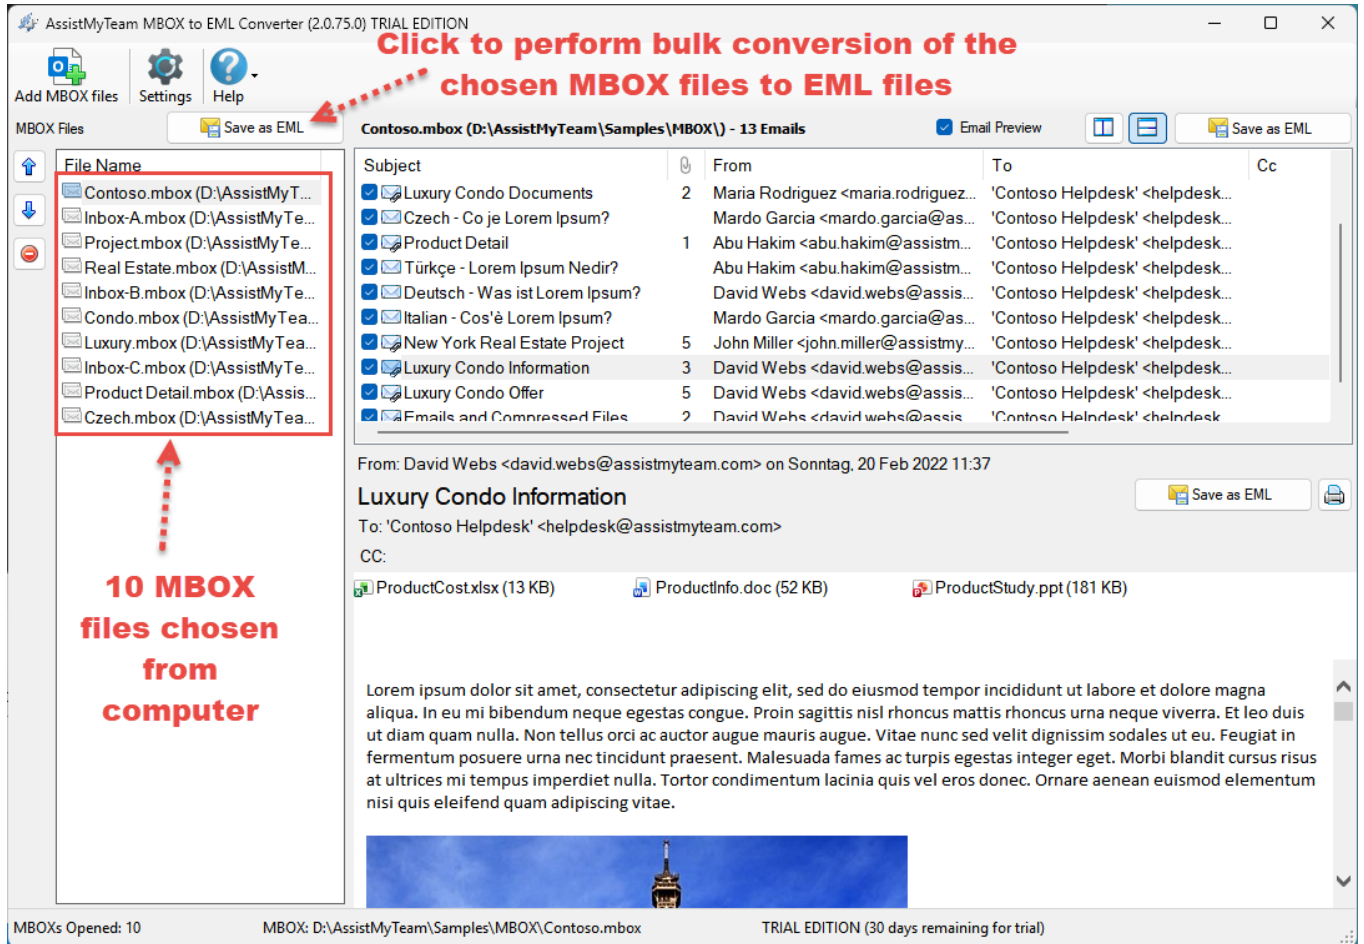 AssistMyTeam MBOX to EML Converter (2.0.75.0) TRIAL EDITION
Click to perform bulk conversion of the
chosen MBOX files to EML files
Add MBOX files
Settings
Help
MBOX Files
Save as EML
Contoso.mbox (D:\AssistMyTeam\Samples\MBOX\) - 13 Emails
Email Preview
Save as EML
File Name
Contoso.mbox (D:\AssistMyT...
Inbox-A.mbox (D:\AssistMyTe...
Project.mbox (D:\AssistMyTe...
Real Estate.mbox (D:\AssistM...
Inbox-B.mbox (D:\AssistMyTe...
Condo.mbox (D:\AssistMyTea...
Luxury.mbox (D:\AssistMyTea...
Inbox-C.mbox (D:\AssistMyTe...
Product Detail.mbox (D:\Assis...
Czech.mbox (D:\AssistMyTea...
10 MBOX
files chosen
from
computer
Subject From To Cc
Luxury Condo Documents 2 Maria Rodriguez <maria.rodriguez... 'Contoso Helpdesk' <helpdesk...
Czech - Co je Lorem Ipsum? Mardo Garcia <mardo.garcia@as... 'Contoso Helpdesk' <helpdesk...
Product Detail 1 Abu Hakim <abu.hakim@assistm... 'Contoso Helpdesk' <helpdesk...
Türkçe - Lorem Ipsum Nedir? Abu Hakim <abu.hakim@assistm... 'Contoso Helpdesk' <helpdesk...
Deutsch - Was ist Lorem Ipsum? David Webs <david.webs@assis... 'Contoso Helpdesk' <helpdesk...
Italian - Cos'è Lorem Ipsum? Mardo Garcia <mardo.garcia@as... 'Contoso Helpdesk' <helpdesk...
New York Real Estate Project 5 John Miller <john.miller@assistmy... 'Contoso Helpdesk' <helpdesk...
Luxury Condo Information 3 David Webs <david.webs@assis... 'Contoso Helpdesk' <helpdesk...
Luxury Condo Offer 5 David Webs <david.webs@assis... 'Contoso Helpdesk' <helpdesk...
Emails and Compressed Files 2 David Webs <david.webs@assis... 'Contoso Helpdesk' <helpdesk...
From: David Webs <david.webs@assistmyteam.com> on Sonntag, 20 Feb 2022 11:37
Luxury Condo Information
Save as EML
To: 'Contoso Helpdesk' <helpdesk@assistmyteam.com>
CC:
ProductCost.xlsx (13 KB) ProductInfo.doc (52 KB) ProductStudy.ppt (181 KB)
Lorem ipsum dolor sit amet, consectetur adipiscing elit, sed do eiusmod tempor incididunt ut labore et dolore magna
aliqua. In eu mi bibendum neque egestas congue. Proin sagittis nisl rhoncus mattis rhoncus urna neque viverra. Et leo duis
ut diam quam nulla. Non tellus orci ac auctor augue mauris augue. Vitae nunc sed velit dignissim sodales ut eu. Feugiat in
fermentum posuere urna nec tincidunt praesent. Malesuada fames ac turpis egestas integer eget. Morbi blandit cursus risus
at ultrices mi tempus imperdiet nulla. Tortor condimentum lacinia quis vel eros donec. Ornare aenean euismod elementum
nisi quis eleifend quam adipiscing vitae.
MBOXs Opened: 10
MBOX: D:\AssistMyTeam\Samples\MBOX\Contoso.mbox
TRIAL EDITION (30 days remaining for trial)